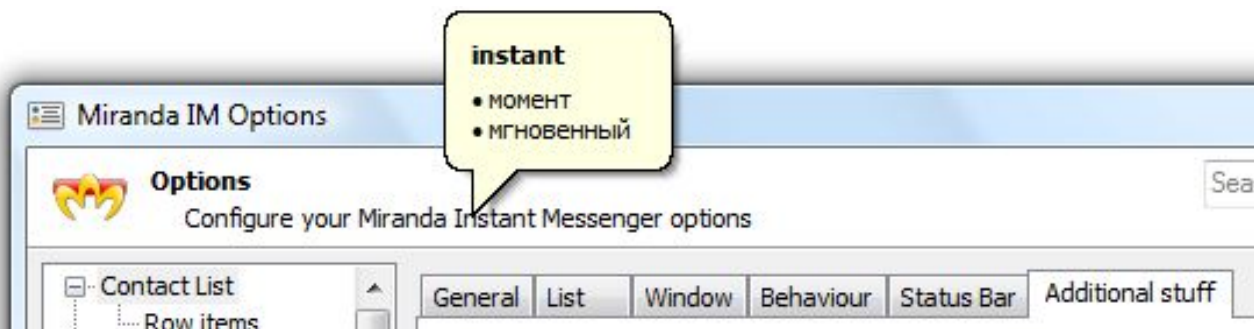 instant
• момент
• мгновенный
Miranda IM Options
Options
Configure your Miranda Instant Messenger options
Sea
Contact List
Row items
General List Window Behaviour Status Bar Additional stuff